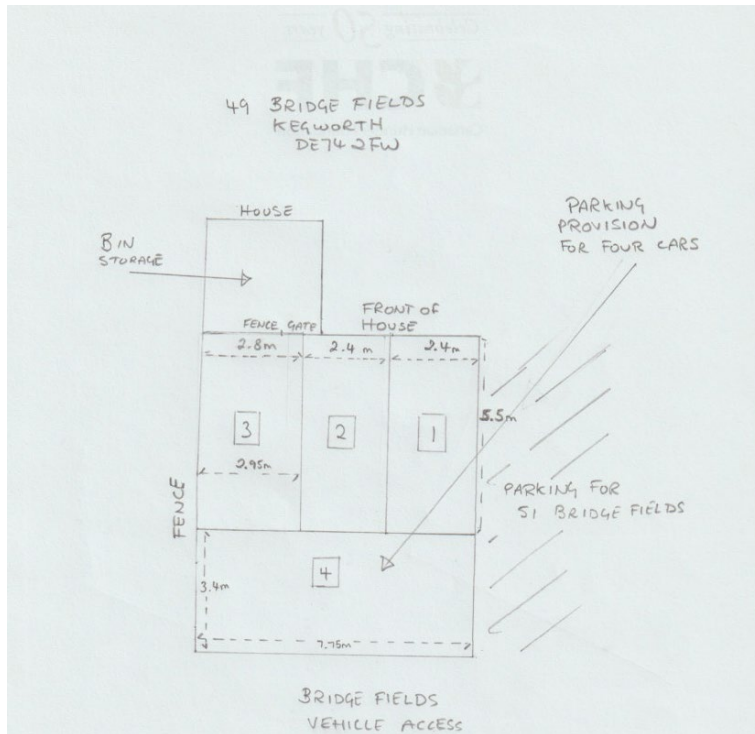 49 BRIDGE FIELDS
KEGWORTH
DE74 2FW
HOUSE
BIN
STORAGE
PARKING
PROVISION
FOR FOUR CARS
FRONT OF
HOUSE
FENCE GATE
2.8m
2.4 m
2.4m
5.5m
3
2
1
2.95m
FENCE
PARKING FOR
51 BRIDGE FIELDS
4
3.4m
7.75m
BRIDGE FIELDS
VEHICLE ACCESS